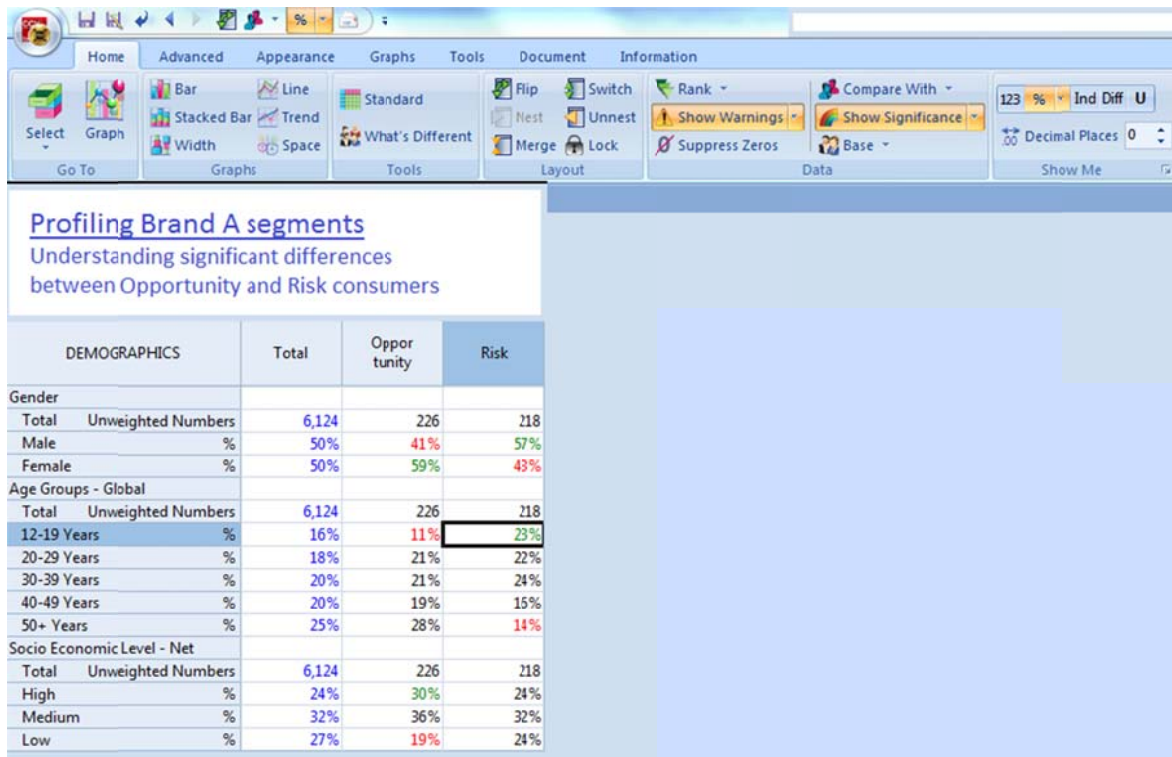 %
Home Advanced Appearance Graphs Tools Document Information
Bar Line Standard Flip Switch Rank Compare With 123 % Ind Diff U
Select Graph Stacked Bar Trend What's Different Nest Unnest Show Warnings Show Significance Decimal Places 0
Width Space Merge Lock Suppress Zeros Base
Go To Graphs Tools Layout Data Show Me
Profiling Brand A segments
Understanding significant differences
between Opportunity and Risk consumers
DEMOGRAPHICS Total Oppor tunity Risk
Gender
Total Unweighted Numbers 6,124 226 218
Male % 50% 41% 57%
Female % 50% 59% 43%
Age Groups - Global
Total Unweighted Numbers 6,124 226 218
12-19 Years % 16% 11% 23%
20-29 Years % 18% 21% 22%
30-39 Years % 20% 21% 24%
40-49 Years % 20% 19%
50+ Years % 25% 28% 14%
Socio Economic Level - Net
Total Unweighted Numbers 6,124 226 218
High % 24% 30% 24%
Medium % 32% 36% 32%
Low % 27% 19% 24%